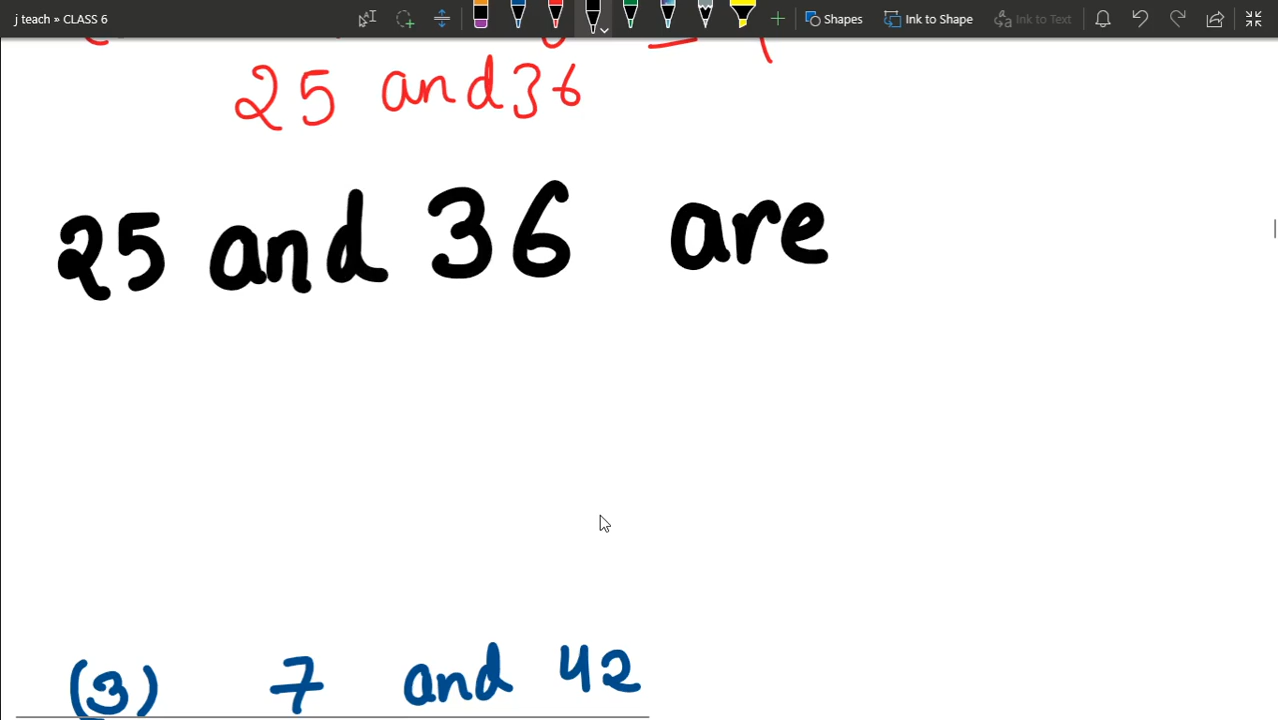 j teach » CLASS 6 Shapes Ink to Shape Ink to Text
25 and 36
25 and 36 are
(3) 7 and 42